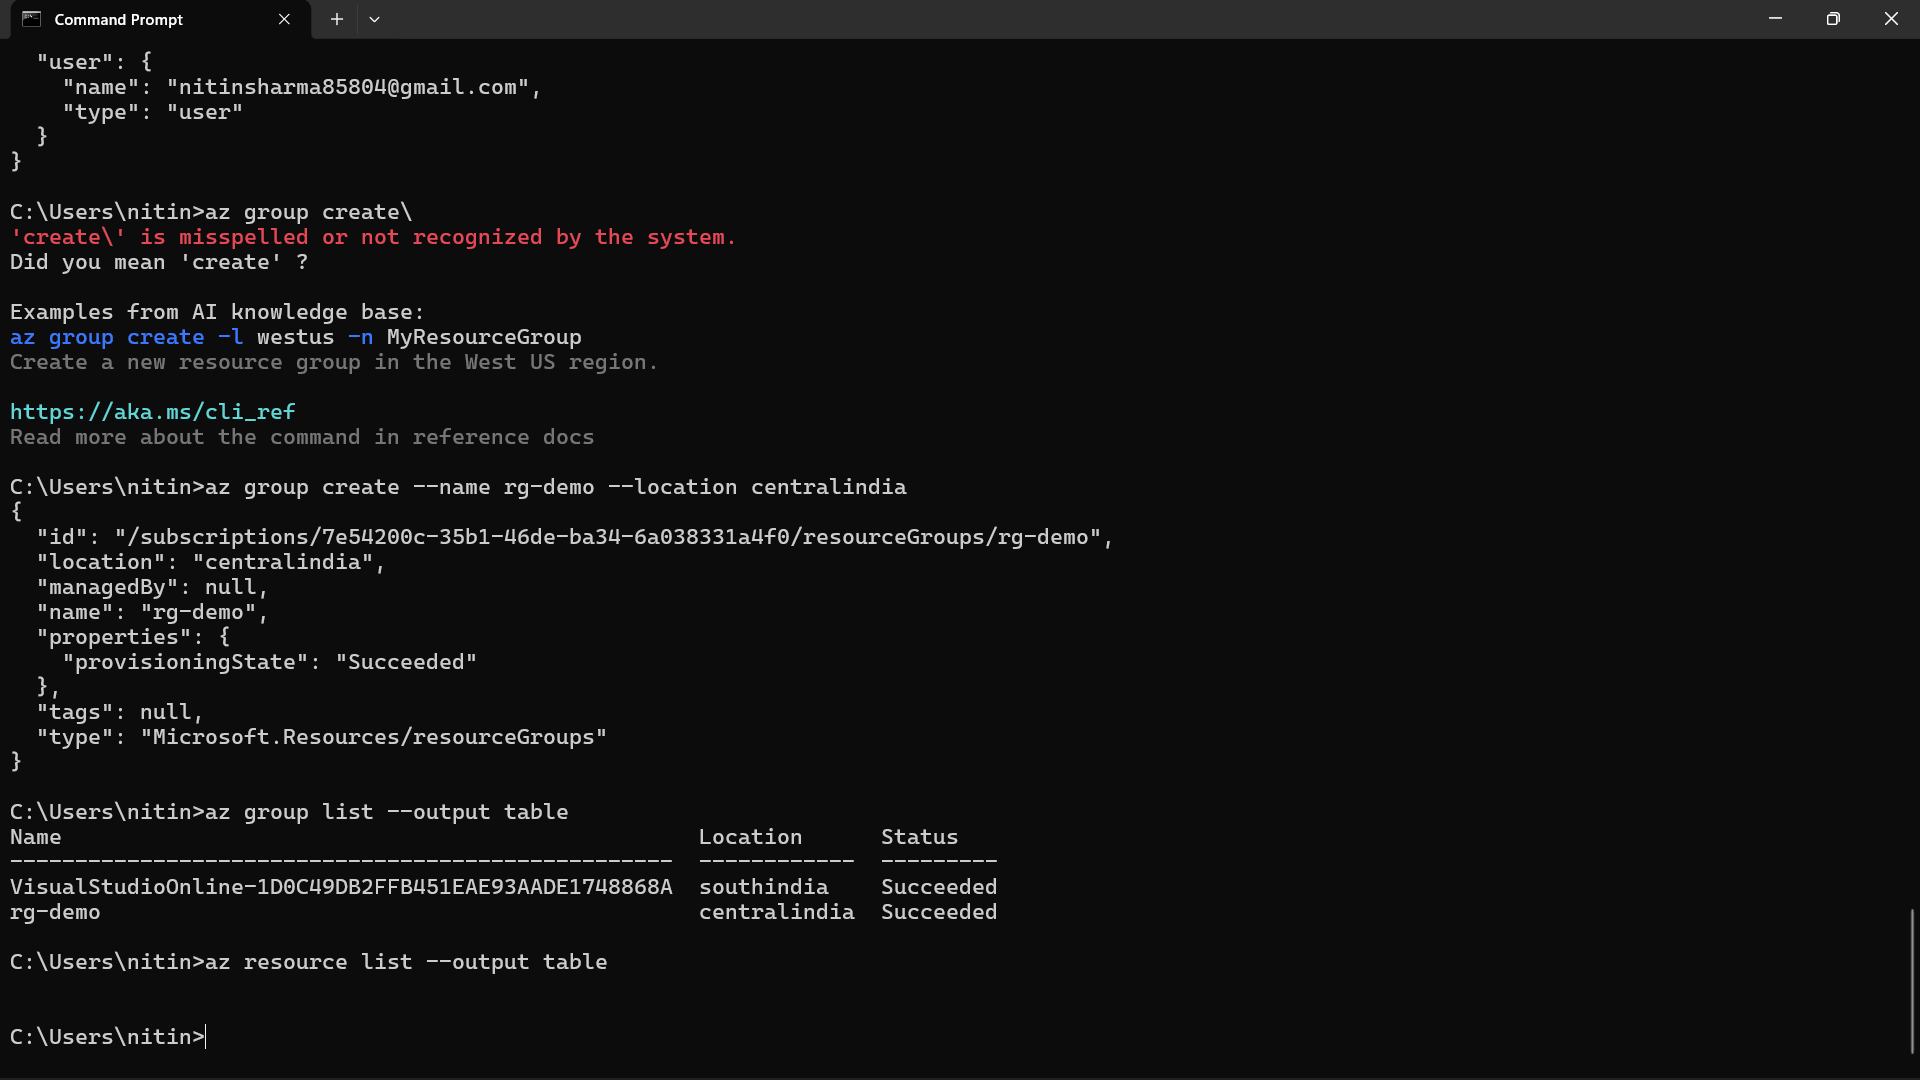 Command Prompt
  "user": {
    "name": "nitinsharma85804@gmail.com",
    "type": "user"
  }
}
C:\Users\nitin>az group create\
'create\' is misspelled or not recognized by the system.
Did you mean 'create' ?
Examples from AI knowledge base:
az group create -l westus -n MyResourceGroup
Create a new resource group in the West US region.
https://aka.ms/cli_ref
Read more about the command in reference docs
C:\Users\nitin>az group create --name rg-demo --location centralindia
{
  "id": "/subscriptions/7e54200c-35b1-46de-ba34-6a038331a4f0/resourceGroups/rg-demo",
  "location": "centralindia",
  "managedBy": null,
  "name": "rg-demo",
  "properties": {
    "provisioningState": "Succeeded"
  },
  "tags": null,
  "type": "Microsoft.Resources/resourceGroups"
}
C:\Users\nitin>az group list --output table
Name                                                 Location      Status
---------------------------------------------------  ------------  ---------
VisualStudioOnline-1D0C49DB2FFB451EAE93AADE1748868A  southindia    Succeeded
rg-demo                                              centralindia  Succeeded
C:\Users\nitin>az resource list --output table
C:\Users\nitin>